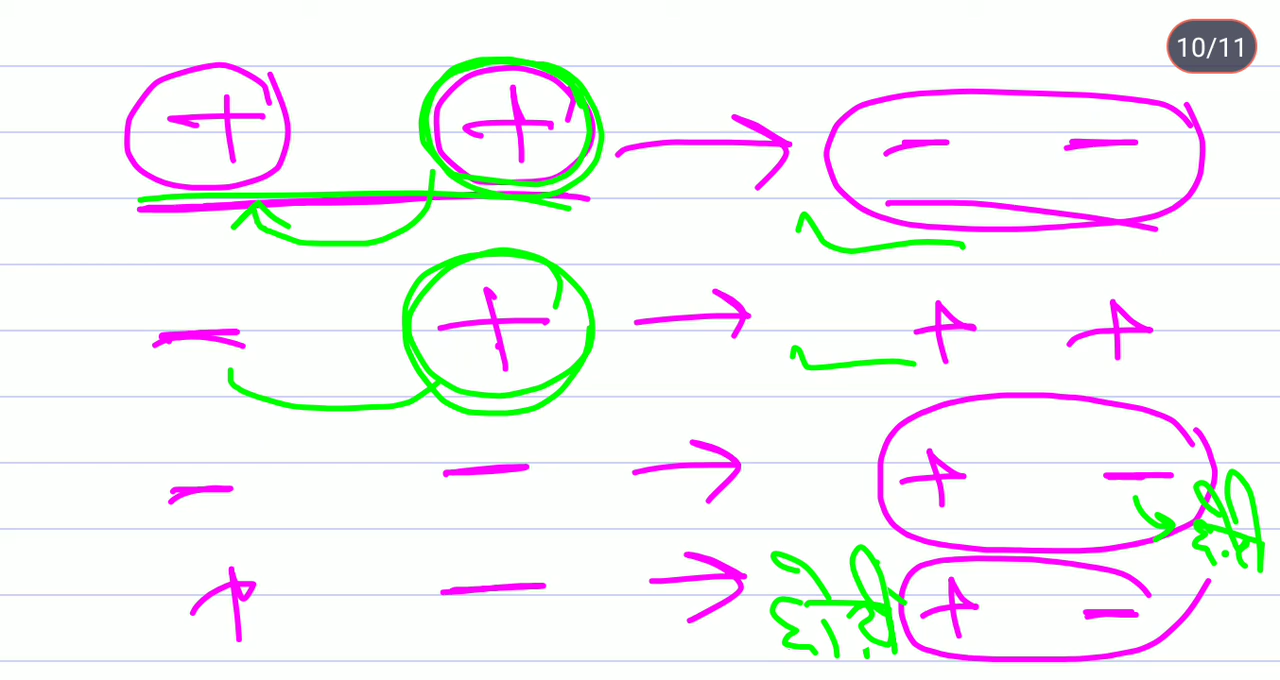 10/11
+ + → - -
- + → + +
- - → + -
+ - → + -